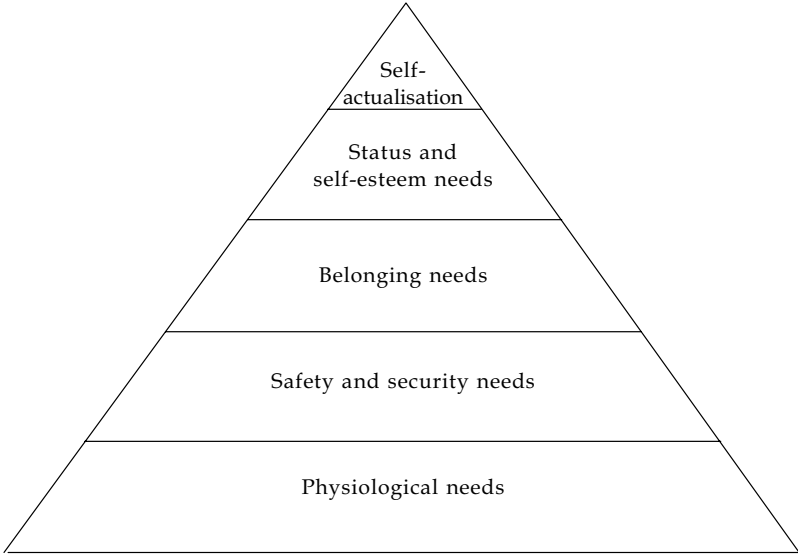 Self-
actualisation
Status and
self-esteem needs
Belonging needs
Safety and security needs
Physiological needs